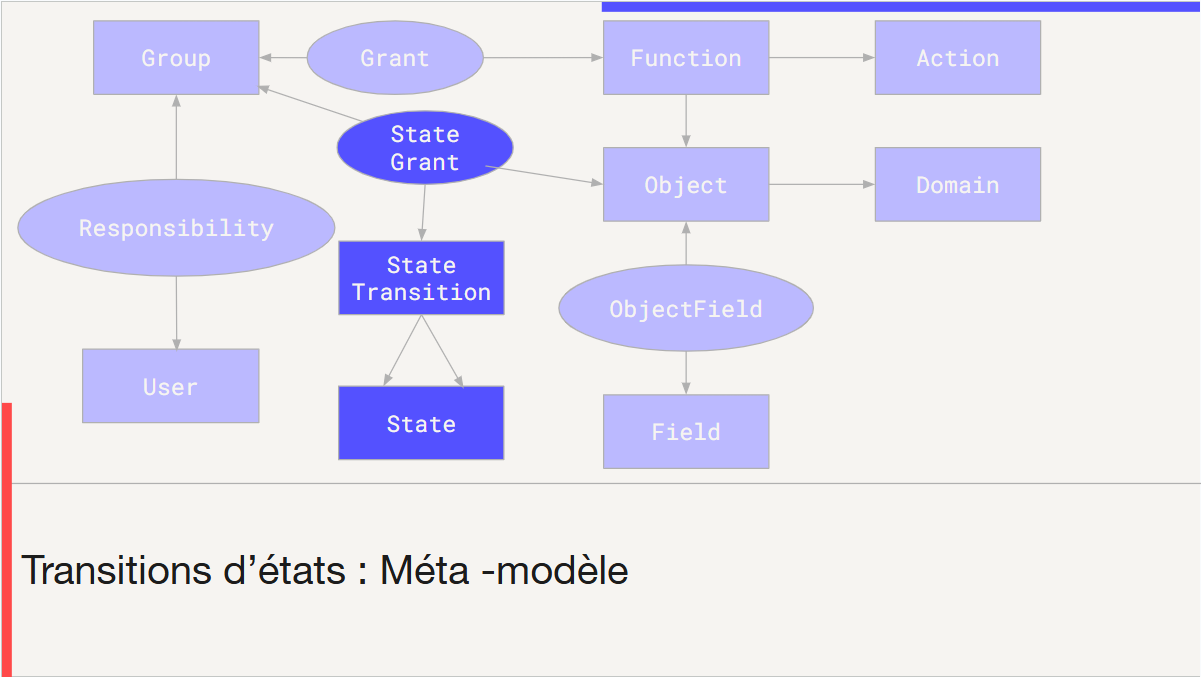 Group
Grant
Function
Action
State
Grant
Object
Domain
Responsibility
State
Transition
ObjectField
User
State
Field
Transitions d’états : Méta -modèle